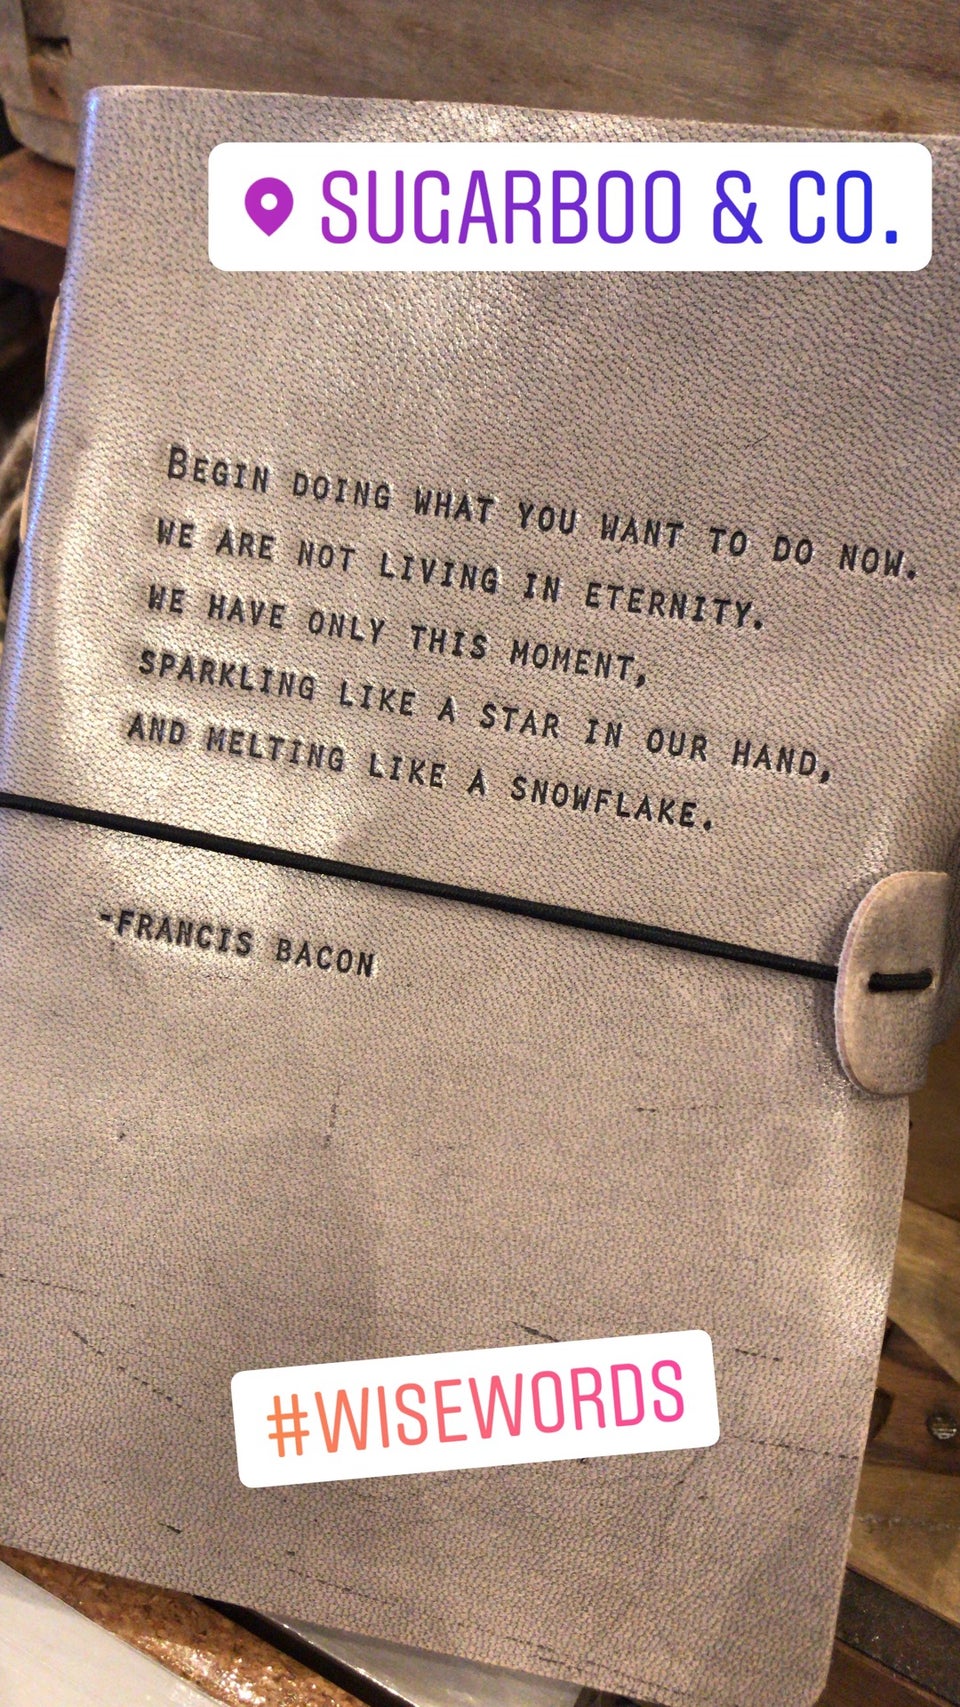 SUGARBOO & CO.
BEGIN DOING WHAT YOU WANT TO DO NOW.
WE ARE NOT LIVING IN ETERNITY.
WE HAVE ONLY THIS MOMENT,
SPARKLING LIKE A STAR IN OUR HAND,
AND MELTING LIKE A SNOWFLAKE.
-FRANCIS BACON
#WISEWORDS